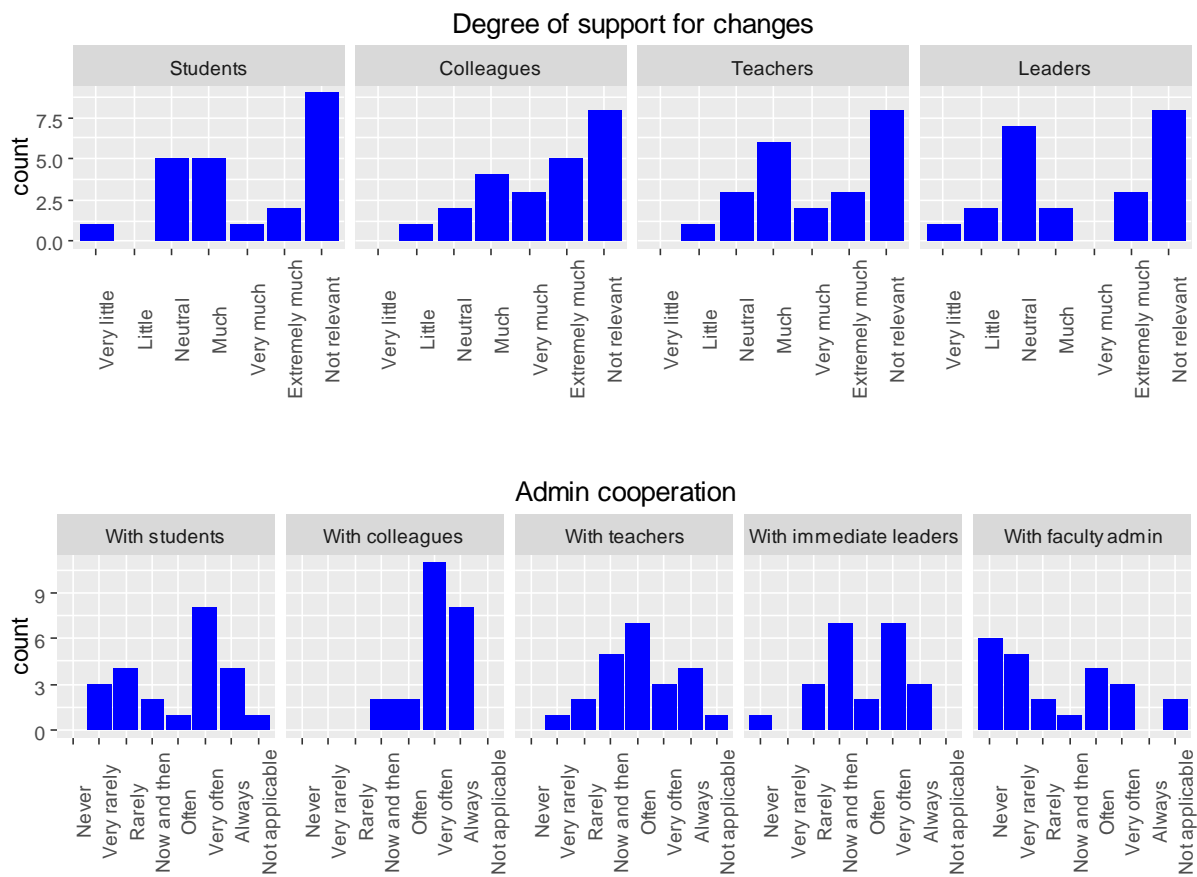 Degree of support for changes
Students Colleagues Teachers Leaders
count
7.5
5.0
2.5
0.0
Very little Little Neutral Much Very much Extremely much Not relevant Very little Little Neutral Much Very much Extremely much Not relevant Very little Little Neutral Much Very much Extremely much Not relevant Very little Little Neutral Much Very much Extremely much Not relevant
Admin cooperation
With students With colleagues With teachers With immediate leaders With faculty admin
count
9
6
3
0
Never Very rarely Rarely Now and then Often Very often Always Not applicable Never Very rarely Rarely Now and then Often Very often Always Not applicable Never Very rarely Rarely Now and then Often Very often Always Not applicable Never Very rarely Rarely Now and then Often Very often Always Not applicable Never Very rarely Rarely Now and then Often Very often Always Not applicable